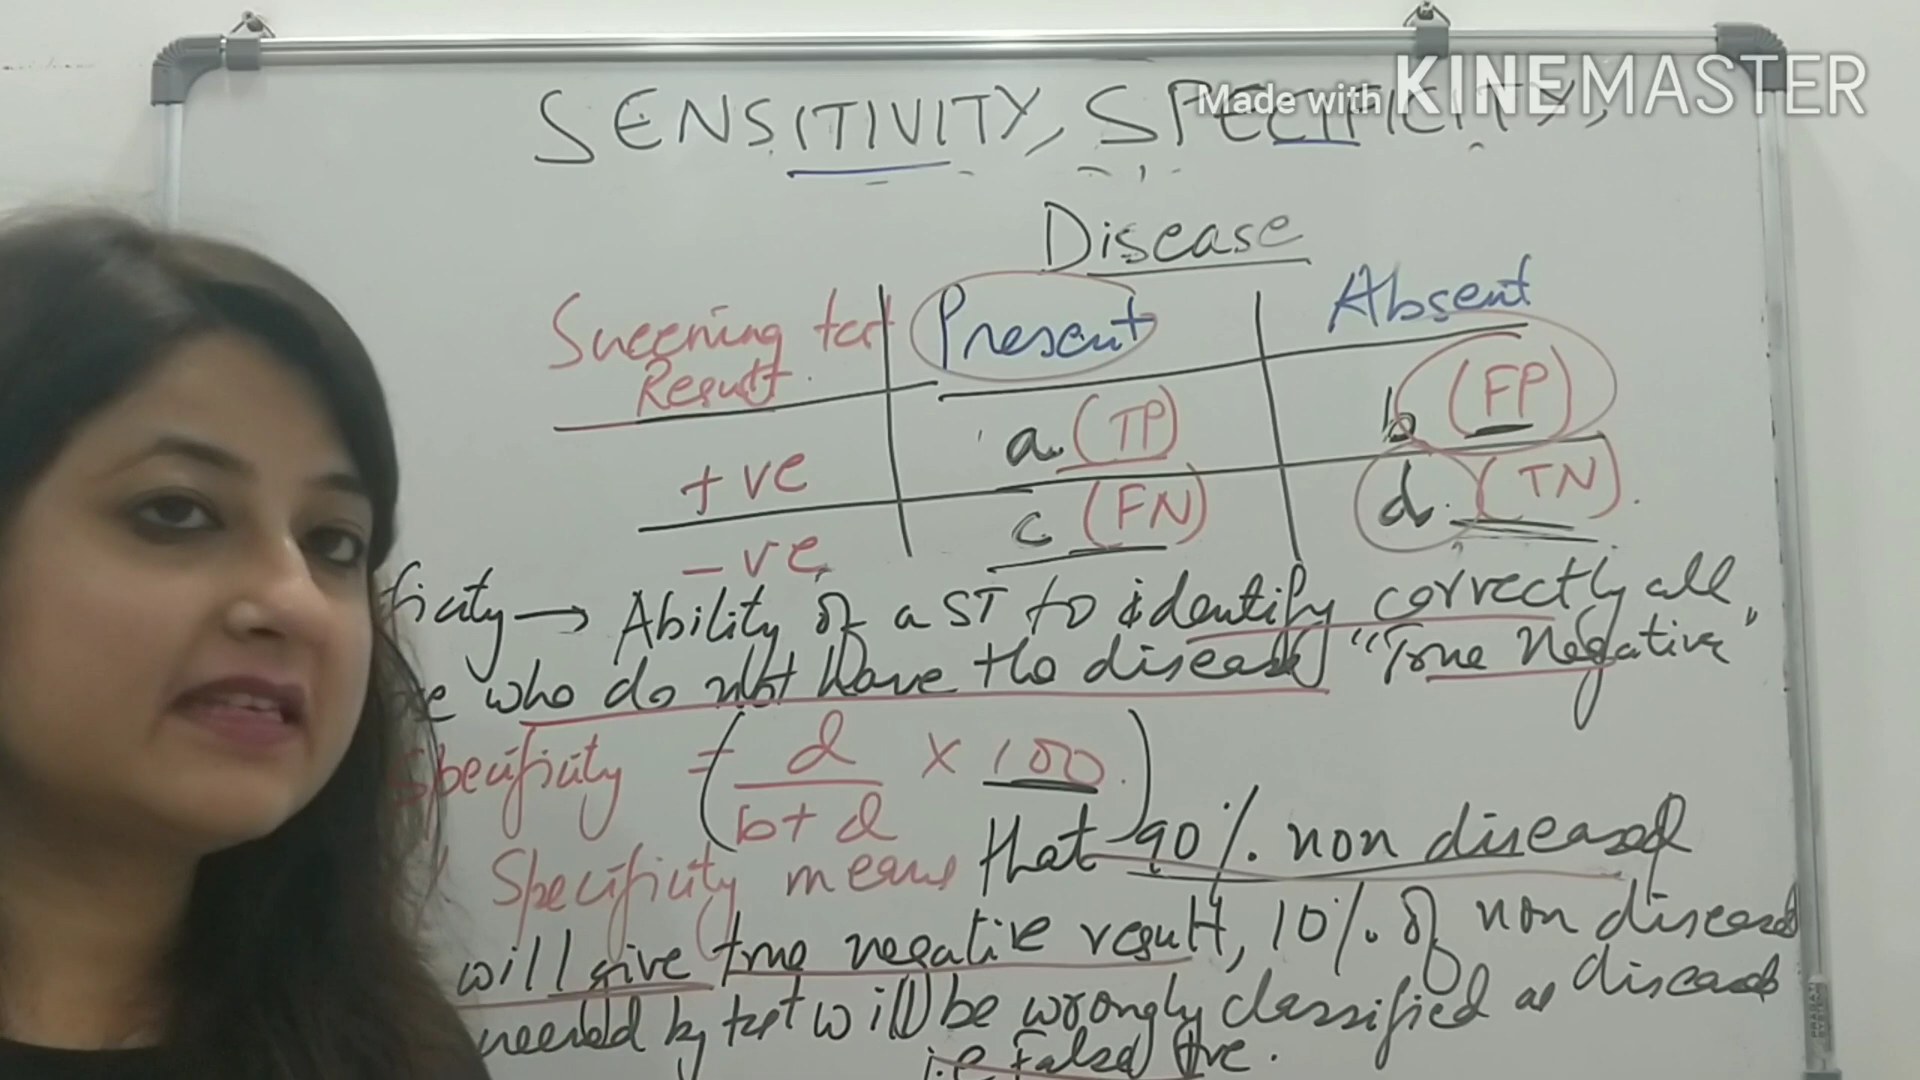 Made with KINEMASTER
SENSITIVITY, SPECIFICITY,
Disease
Screening test Present Absent
Result
+ve a (TP) b (FP)
-ve c (FN) d (TN)
ficity → Ability of a ST to identify correctly all
who do not have the disease "True Negative"
Specificity = (d / b+d × 100)
Specificity means that 90% non diseased
will give true negative result, 10% of non diseased
by test will be wrongly classified as diseased
i.e False +ve.